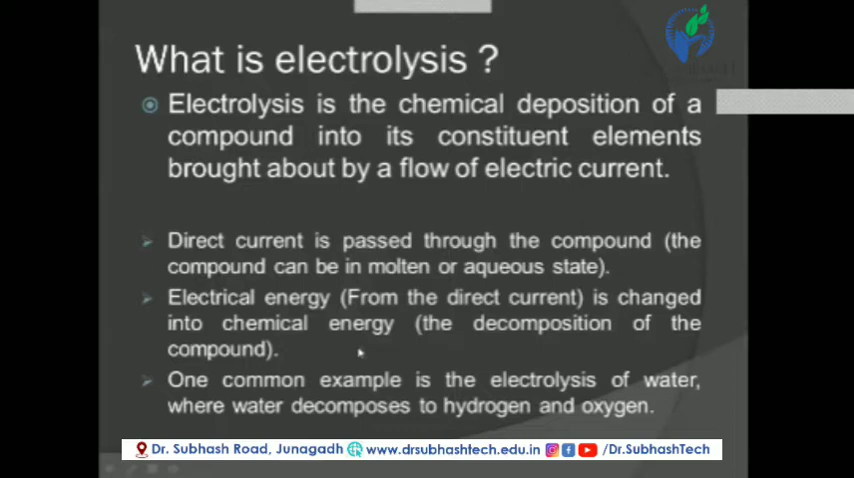 What is electrolysis ?
Electrolysis is the chemical deposition of a
compound into its constituent elements
brought about by a flow of electric current.
Direct current is passed through the compound (the
compound can be in molten or aqueous state).
Electrical energy (From the direct current) is changed
into chemical energy (the decomposition of the
compound).
One common example is the electrolysis of water,
where water decomposes to hydrogen and oxygen.
Dr. Subhash Road, Junagadh www.drsubhashtech.edu.in /Dr.SubhashTech